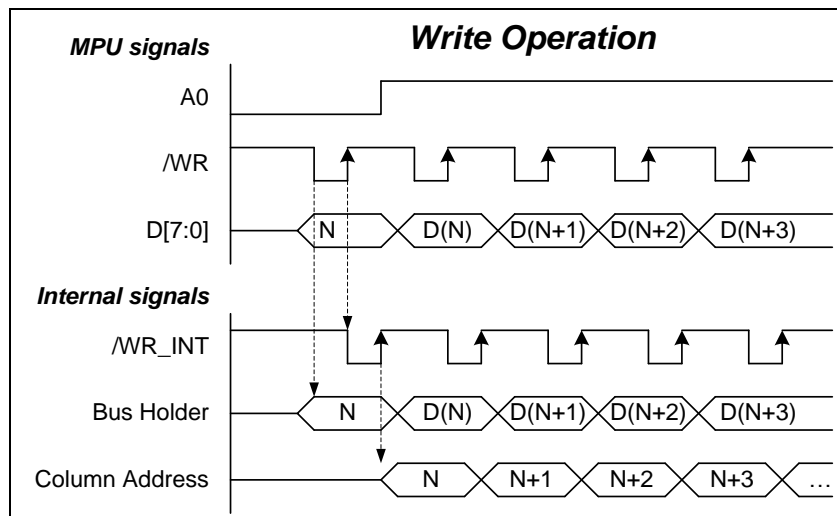 MPU signals Write Operation
A0
/WR
D[7:0] N D(N) D(N+1) D(N+2) D(N+3)
Internal signals
/WR_INT
Bus Holder N D(N) D(N+1) D(N+2) D(N+3)
Column Address N N+1 N+2 N+3 ...